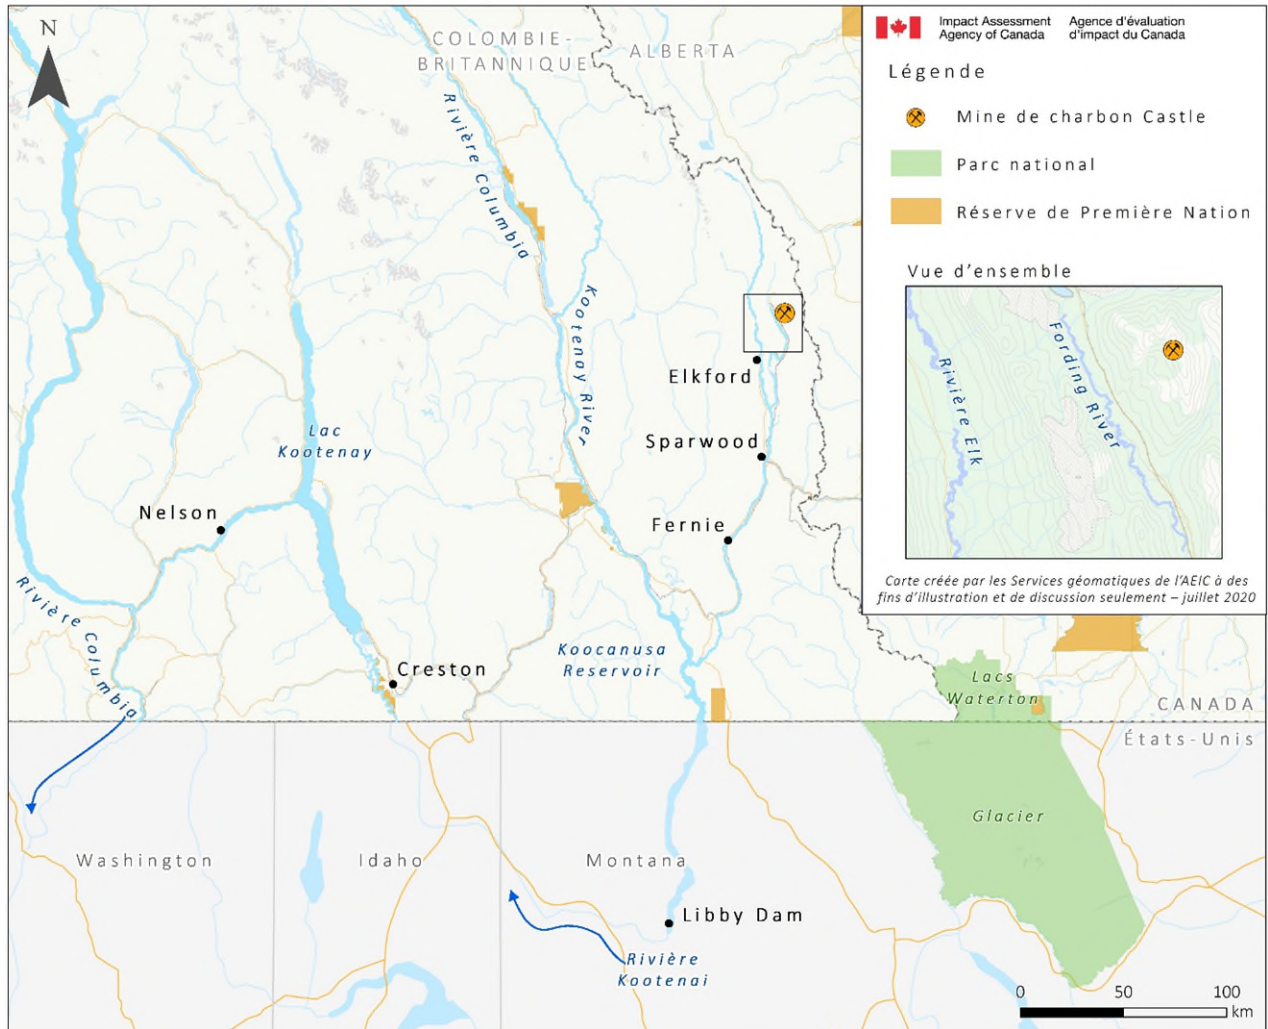 N
COLOMBIE-
BRITANNIQUE
ALBERTA
Rivière Columbia
Kootenay River
Elkford
Sparwood
Lac
Kootenay
Nelson
Fernie
Rivière Columbia
Koocanusa
Reservoir
Creston
Lacs
Waterton
CANADA
États-Unis
Glacier
Washington
Idaho
Montana
Libby Dam
Rivière
Kootenai
0 50 100
km
Impact Assessment
Agency of Canada
Agence d'évaluation
d'impact du Canada
Légende
Mine de charbon Castle
Parc national
Réserve de Première Nation
Vue d'ensemble
Rivière Elk
Fording River
Carte créée par les Services géomatiques de l'AEIC à des
fins d'illustration et de discussion seulement – juillet 2020